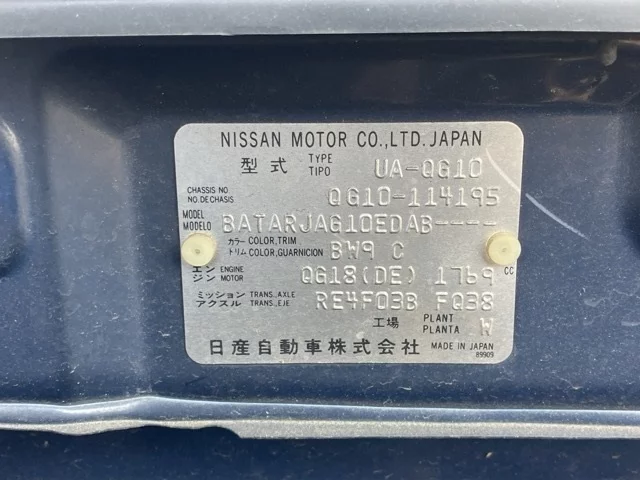 NISSAN MOTOR CO.,LTD. JAPAN
型式 TYPE TIPO UA-QG10
CHASSIS NO. NO.DE CHASIS QG10-114195
MODEL MODELO BATARJAG10EDAB----
カラー COLOR,TRIM トリム COLOR,GUARNICION BW9 C
エンジン ENGINE MOTOR QG18(DE) 1769 CC
ミッション TRANS.,AXLE アクスル TRANS.,EJE RE4F03B FQ38
工場 PLANT PLANTA W
日産自動車株式会社 MADE IN JAPAN
89909